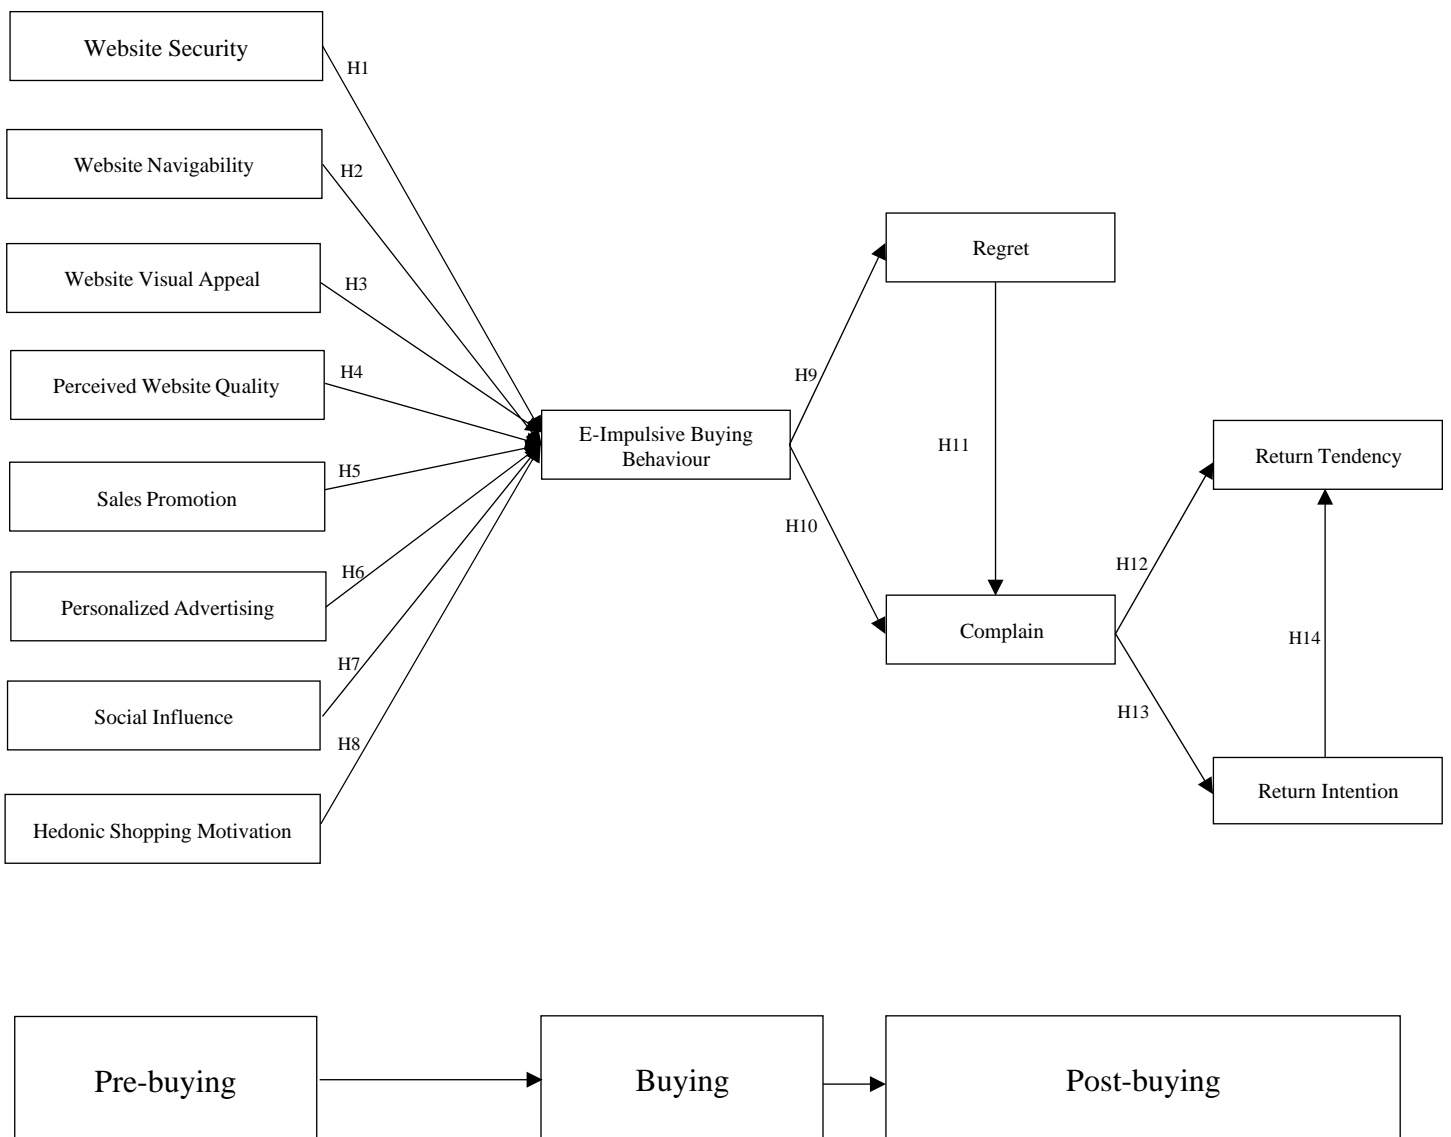 Website Security
H1
Website Navigability
H2
Website Visual Appeal
H3
Perceived Website Quality
H4
Sales Promotion
H5
Personalized Advertising
H6
Social Influence
H7
Hedonic Shopping Motivation
H8
E-Impulsive Buying
Behaviour
H9
H10
Regret
H11
Complain
H12
H13
Return Tendency
H14
Return Intention
Pre-buying
Buying
Post-buying